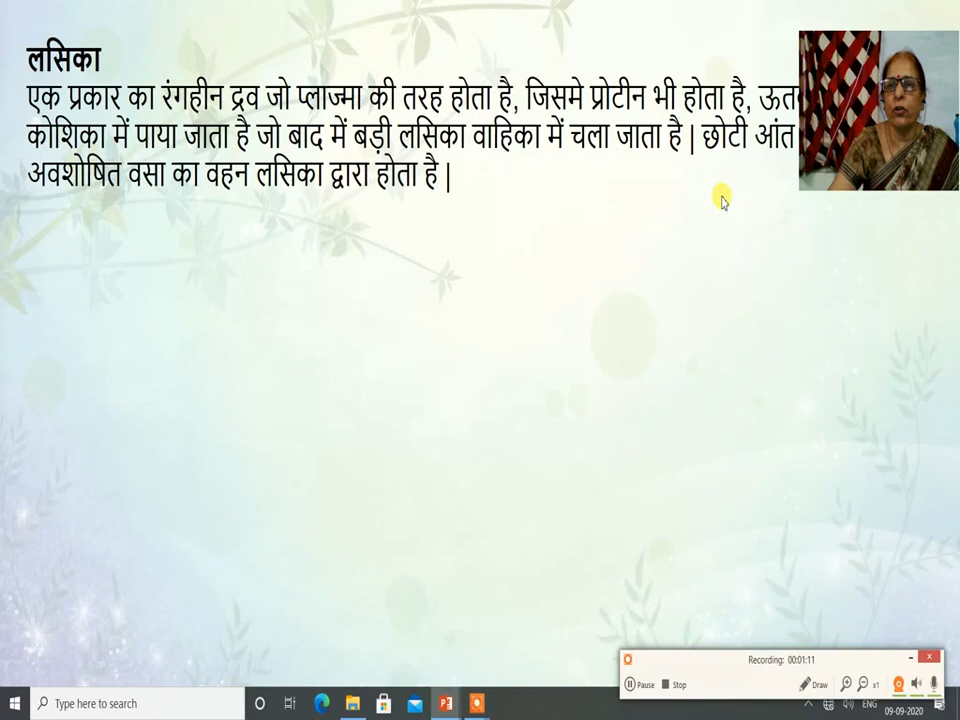 लसिका
एक प्रकार का रंगहीन द्रव जो प्लाज्मा की तरह होता है, जिसमे प्रोटीन भी होता है,
कोशिका में पाया जाता है जो बाद में बड़ी लसिका वाहिका में चला जाता है | छोटी आंत
अवशोषित वसा का वहन लसिका द्वारा होता है |
Recording: 00:01:11
Pause Stop Draw x1
Type here to search
ENG
09-09-2020